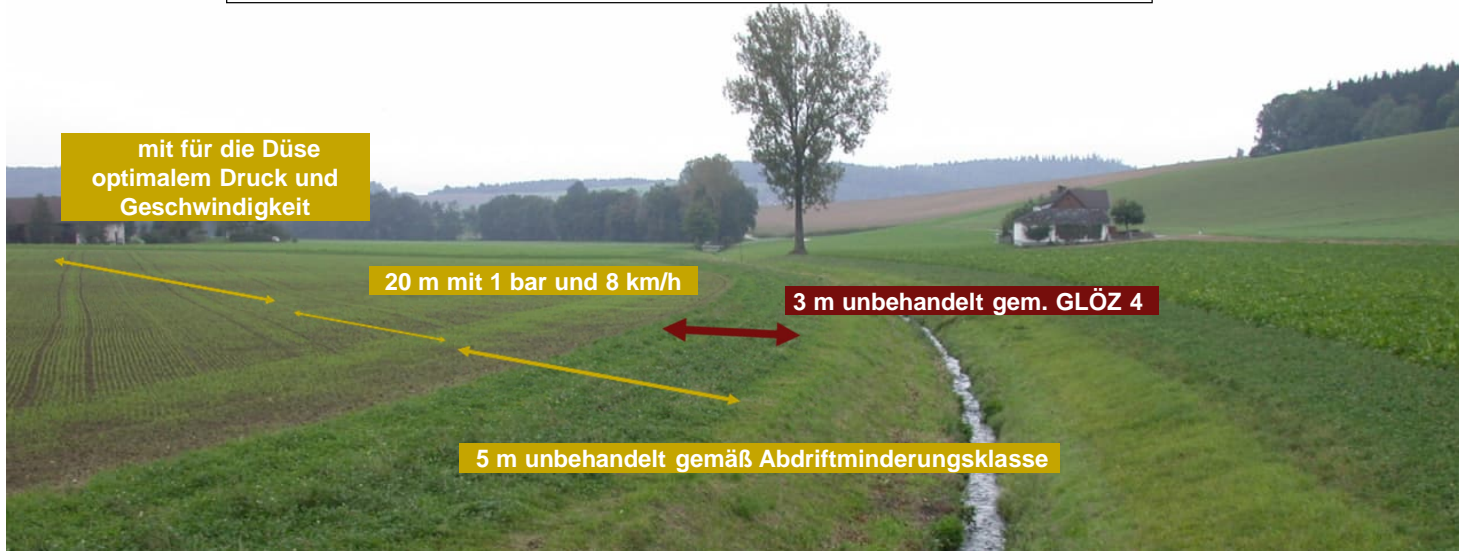 mit für die Düse
optimalem Druck und
Geschwindigkeit
20 m mit 1 bar und 8 km/h
3 m unbehandelt gem. GLÖZ 4
5 m unbehandelt gemäß Abdriftminderungsklasse